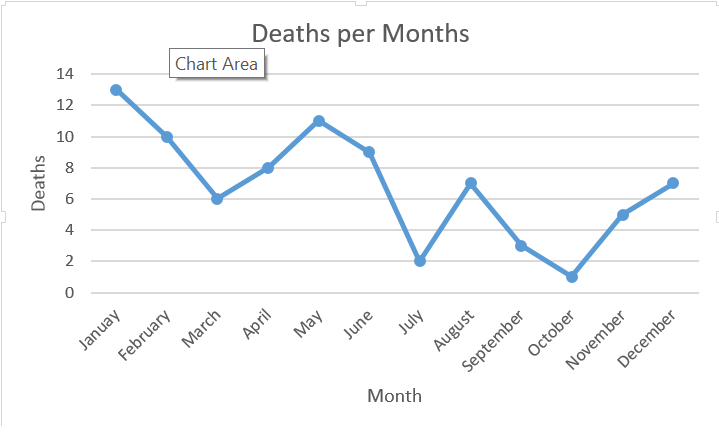 Deaths per Months
Chart Area
14
12
10
8
6
4
2
0
Deaths
Januay
February
March
April
May
June
July
August
September
October
November
December
Month